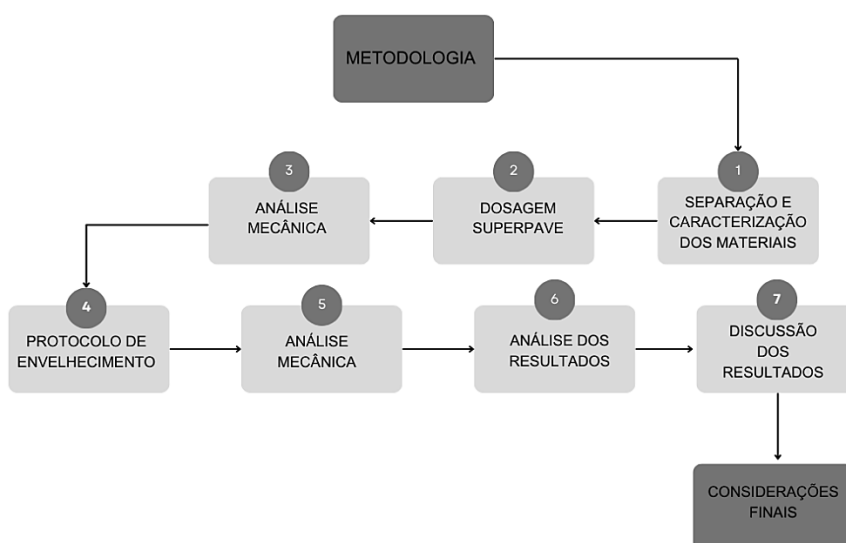 METODOLOGIA
1
SEPARAÇÃO E
CARACTERIZAÇÃO
DOS MATERIAIS
2
DOSAGEM
SUPERPAVE
3
ANÁLISE
MECÂNICA
4
PROTOCOLO DE
ENVELHECIMENTO
5
ANÁLISE
MECÂNICA
6
ANÁLISE DOS
RESULTADOS
7
DISCUSSÃO
DOS
RESULTADOS
CONSIDERAÇÕES
FINAIS